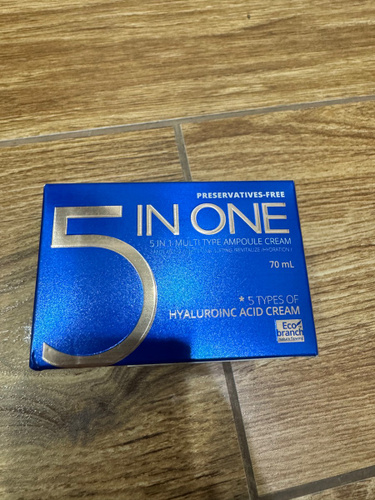 PRESERVATIVES-FREE
5 IN ONE
5 IN 1 MULTI TYPE AMPOULE CREAM
70 mL
* 5 TYPES OF
HYALUROINC ACID CREAM
Eco
branch